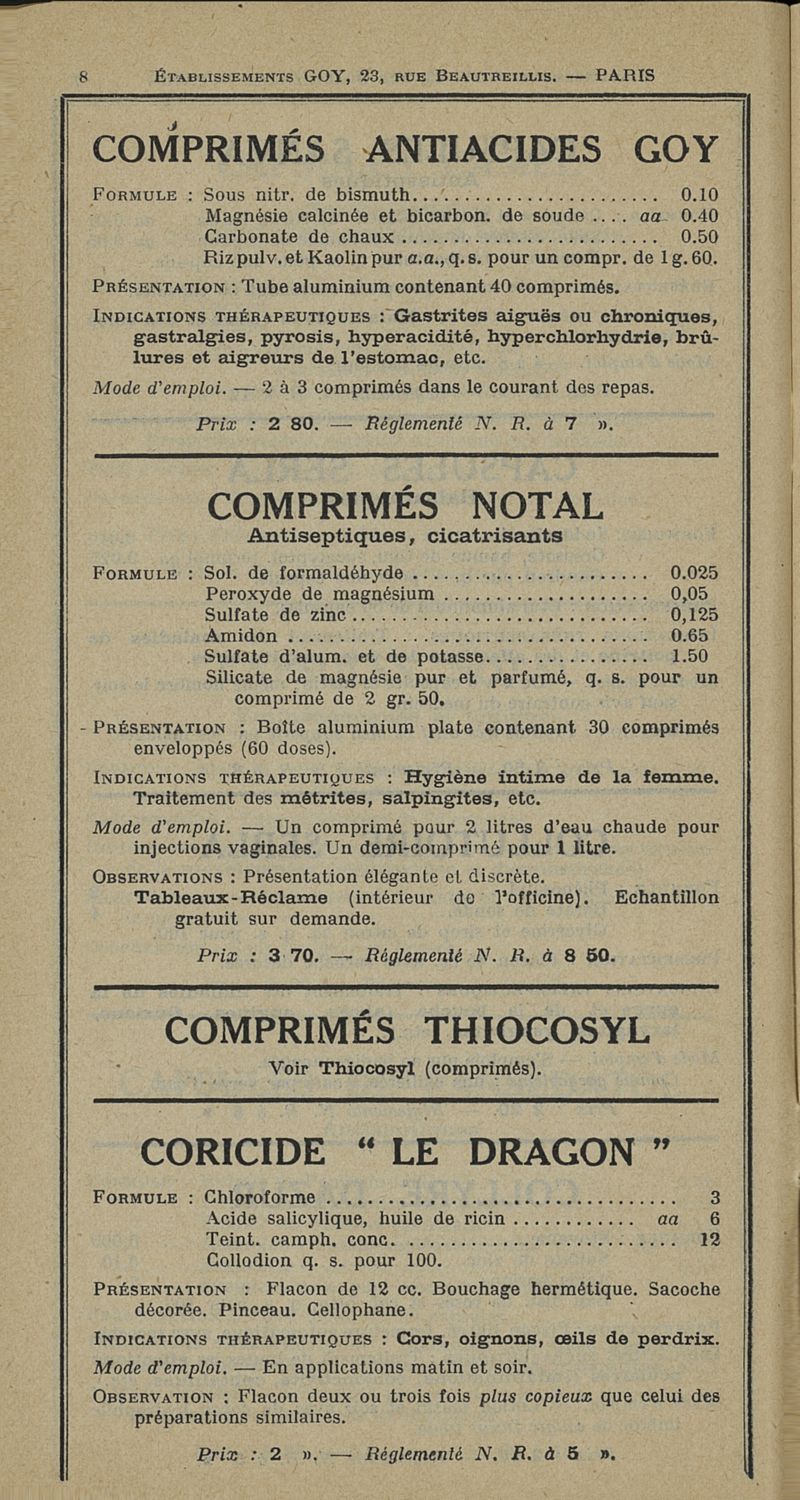 8 ÉTABLISSEMENTS GOY, 23, RUE BEAUTREILLIS. — PARIS
COMPRIMÉS ANTIACIDES GOY
FORMULE : Sous nitr. de bismuth........................ 0.10
Magnésie calcinée et bicarbon. de soude .... aa 0.40
Carbonate de chaux ......................... 0.50
Riz pulv. et Kaolin pur a.a., q. s. pour un compr. de 1 g. 60.
PRÉSENTATION : Tube aluminium contenant 40 comprimés.
INDICATIONS THÉRAPEUTIQUES : Gastrites aiguës ou chroniques,
gastralgies, pyrosis, hyperacidité, hyperchlorhydrie, brû-
lures et aigreurs de l'estomac, etc.
Mode d'emploi. — 2 à 3 comprimés dans le courant des repas.
Prix : 2 80. — Réglementé N. R. à 7 ».
COMPRIMÉS NOTAL
Antiseptiques, cicatrisants
FORMULE : Sol. de formaldéhyde ....................... 0.025
Peroxyde de magnésium .................... 0,05
Sulfate de zinc............................. 0,125
Amidon ................................... 0.65
Sulfate d'alum. et de potasse................ 1.50
Silicate de magnésie pur et parfumé, q. s. pour un
comprimé de 2 gr. 50.
PRÉSENTATION : Boîte aluminium plate contenant 30 comprimés
enveloppés (60 doses).
INDICATIONS THÉRAPEUTIQUES : Hygiène intime de la femme.
Traitement des métrites, salpingites, etc.
Mode d'emploi. — Un comprimé pour 2 litres d'eau chaude pour
injections vaginales. Un demi-comprimé pour 1 litre.
OBSERVATIONS : Présentation élégante et discrète.
Tableaux-Réclame (intérieur de l'officine). Echantillon
gratuit sur demande.
Prix : 3 70. — Réglementé N. R. à 8 50.
COMPRIMÉS THIOCOSYL
Voir Thiocosyl (comprimés).
CORICIDE “ LE DRAGON ”
FORMULE : Chloroforme .................................. 3
Acide salicylique, huile de ricin ............ aa 6
Teint. camph. conc. ........................... 12
Collodion q. s. pour 100.
PRÉSENTATION : Flacon de 12 cc. Bouchage hermétique. Sacoche
décorée. Pinceau. Cellophane.
INDICATIONS THÉRAPEUTIQUES : Cors, oignons, œils de perdrix.
Mode d'emploi. — En applications matin et soir.
OBSERVATION : Flacon deux ou trois fois plus copieux que celui des
préparations similaires.
Prix : 2 ». — Réglementé N. R. à 5 ».